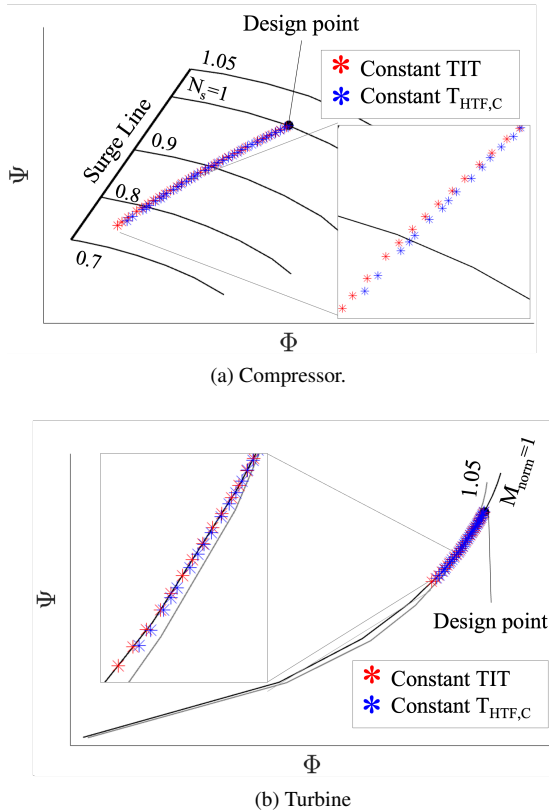 Design point
1.05
N_s=1
0.9
0.8
0.7
Surge Line
* Constant TIT
* Constant T_HTF,C
Ψ
Φ
(a) Compressor.
1.05
M_norm=1
Design point
* Constant TIT
* Constant T_HTF,C
Ψ
Φ
(b) Turbine